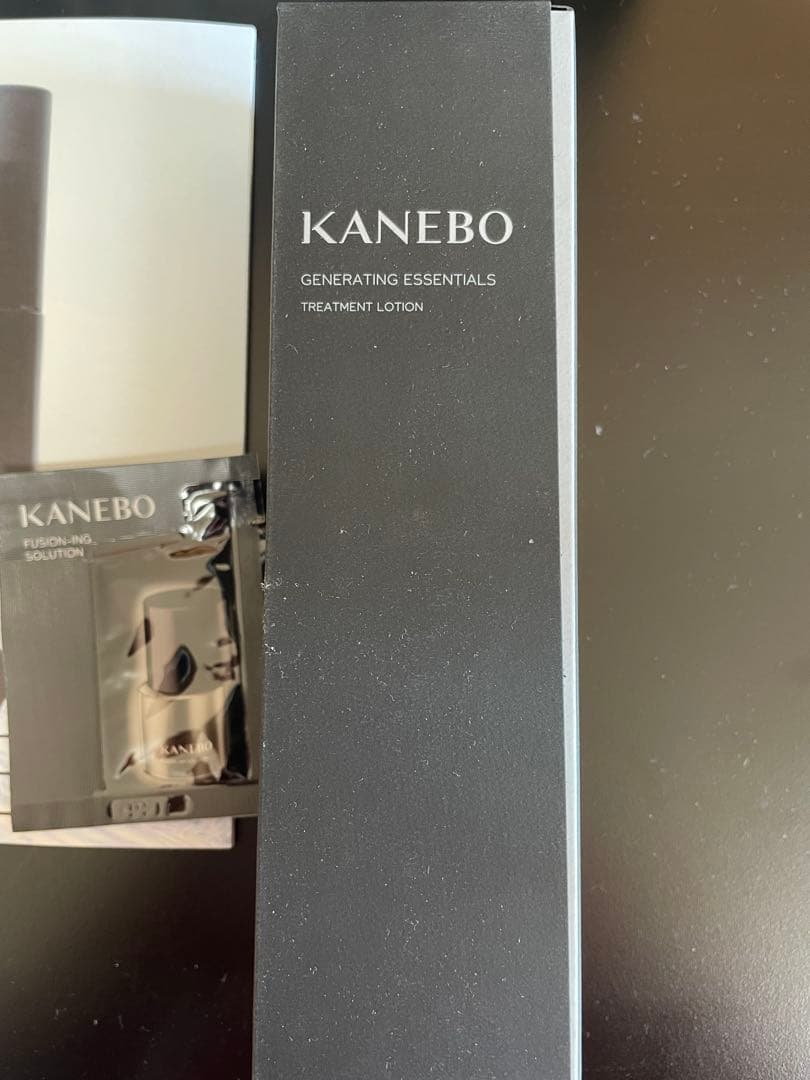 KANEBO
GENERATING ESSENTIALS
TREATMENT LOTION
KANEBO
FUSION-ING
SOLUTION
KANEBO